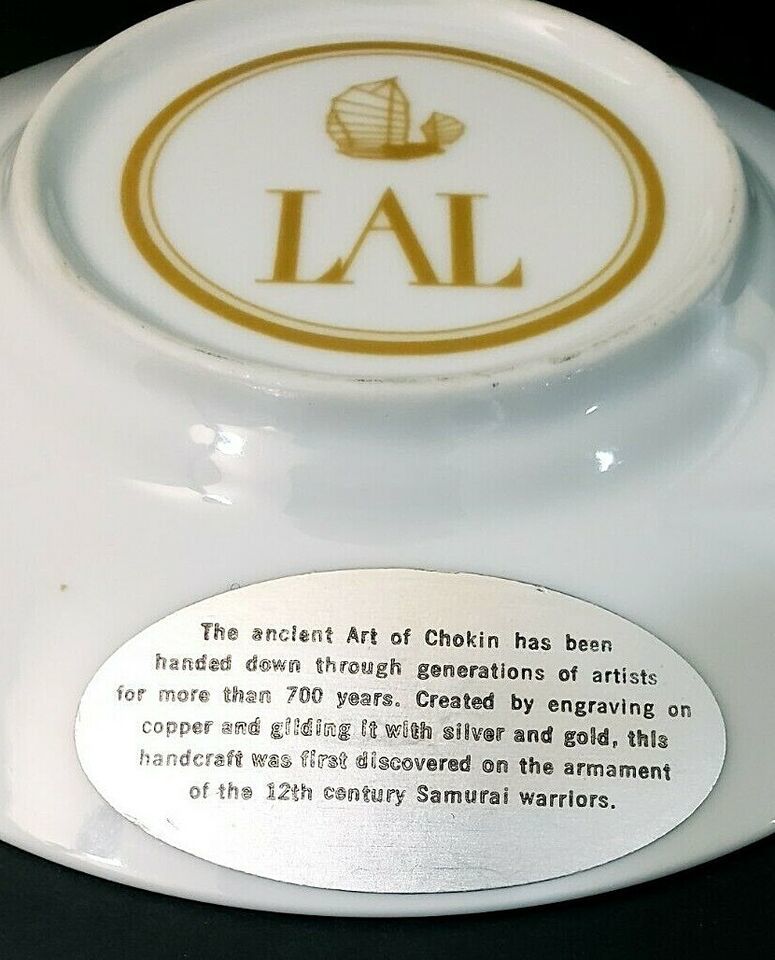 LAL
The ancient Art of Chokin has been
handed down through generations of artists
for more than 700 years. Created by engraving on
copper and gilding it with silver and gold, this
handcraft was first discovered on the armament
of the 12th century Samurai warriors.